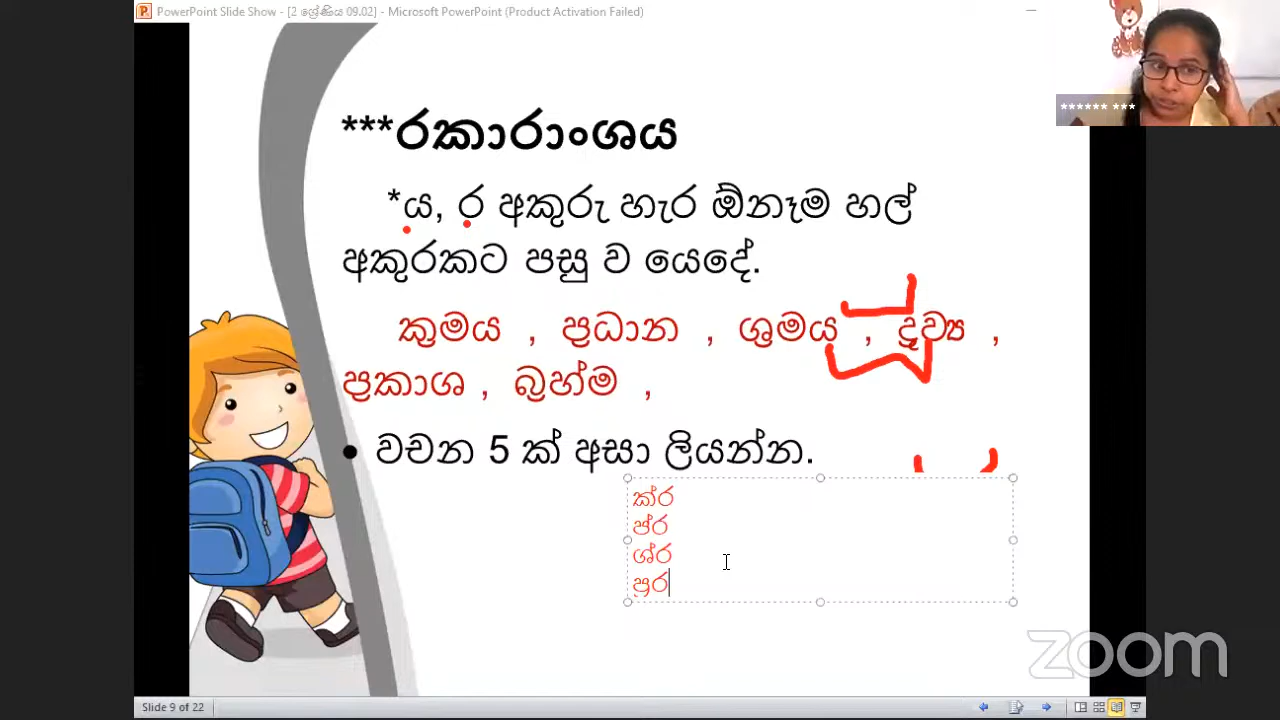 PowerPoint Slide Show - [2 ශ්‍රේණිය 09.02] - Microsoft PowerPoint (Product Activation Failed)
****** ***
***රකාරාංශය
*ය, ර අකුරු හැර ඕනෑම හල්
අකුරකට පසු ව යෙදේ.
ක්‍රමය , ප්‍රධාන , ශ්‍රමය , ද්‍රව්‍ය ,
ප්‍රකාශ , බ්‍රහ්ම ,
• වචන 5 ක් අසා ලියන්න.
ක්ර
ප්ර
ශ්ර
ප්‍රර
zoom
Slide 9 of 22